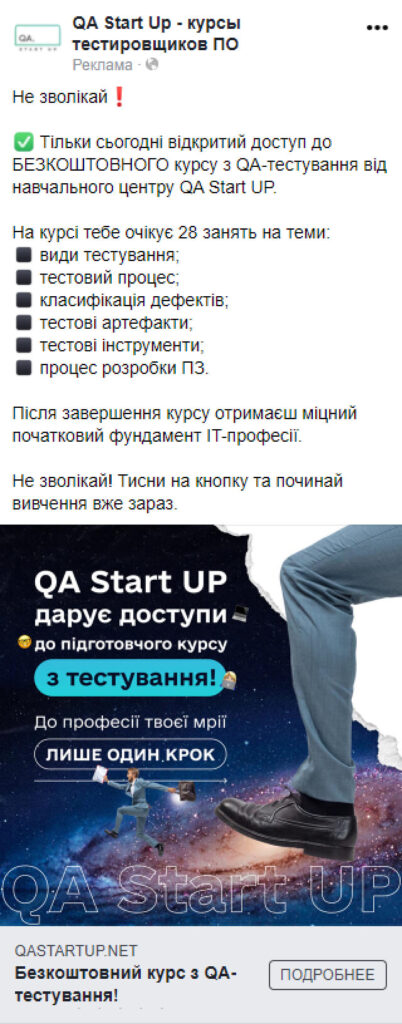 QA Start Up - курсы
тестировщиков ПО
Реклама ·
QA.
START UP
Не зволікай❗
✅ Тільки сьогодні відкритий доступ до
БЕЗКОШТОВНОГО курсу з QA-тестування від
навчального центру QA Start UP.
На курсі тебе очікує 28 занять на теми:
◼ види тестування;
◼ тестовий процес;
◼ класифікація дефектів;
◼ тестові артефакти;
◼ тестові інструменти;
◼ процес розробки ПЗ.
Після завершення курсу отримаєш міцний
початковий фундамент ІТ-професії.
Не зволікай! Тисни на кнопку та починай
вивчення вже зараз.
QA Start UP
дарує доступи
до підготовчого курсу
з тестування!
До професії твоєї мрії
ЛИШЕ ОДИН КРОК
QA Start UP
QASTARTUP.NET
Безкоштовний курс з QA-
тестування!
ПОДРОБНЕЕ